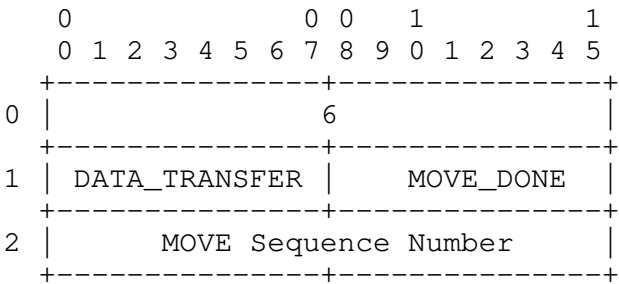 0             0 0   1         1
   0 1 2 3 4 5 6 7 8 9 0 1 2 3 4 5
  +---------------+---------------+
0 |               6               |
  +---------------+---------------+
1 | DATA_TRANSFER |   MOVE_DONE   |
  +---------------+---------------+
2 |      MOVE Sequence Number     |
  +---------------+---------------+